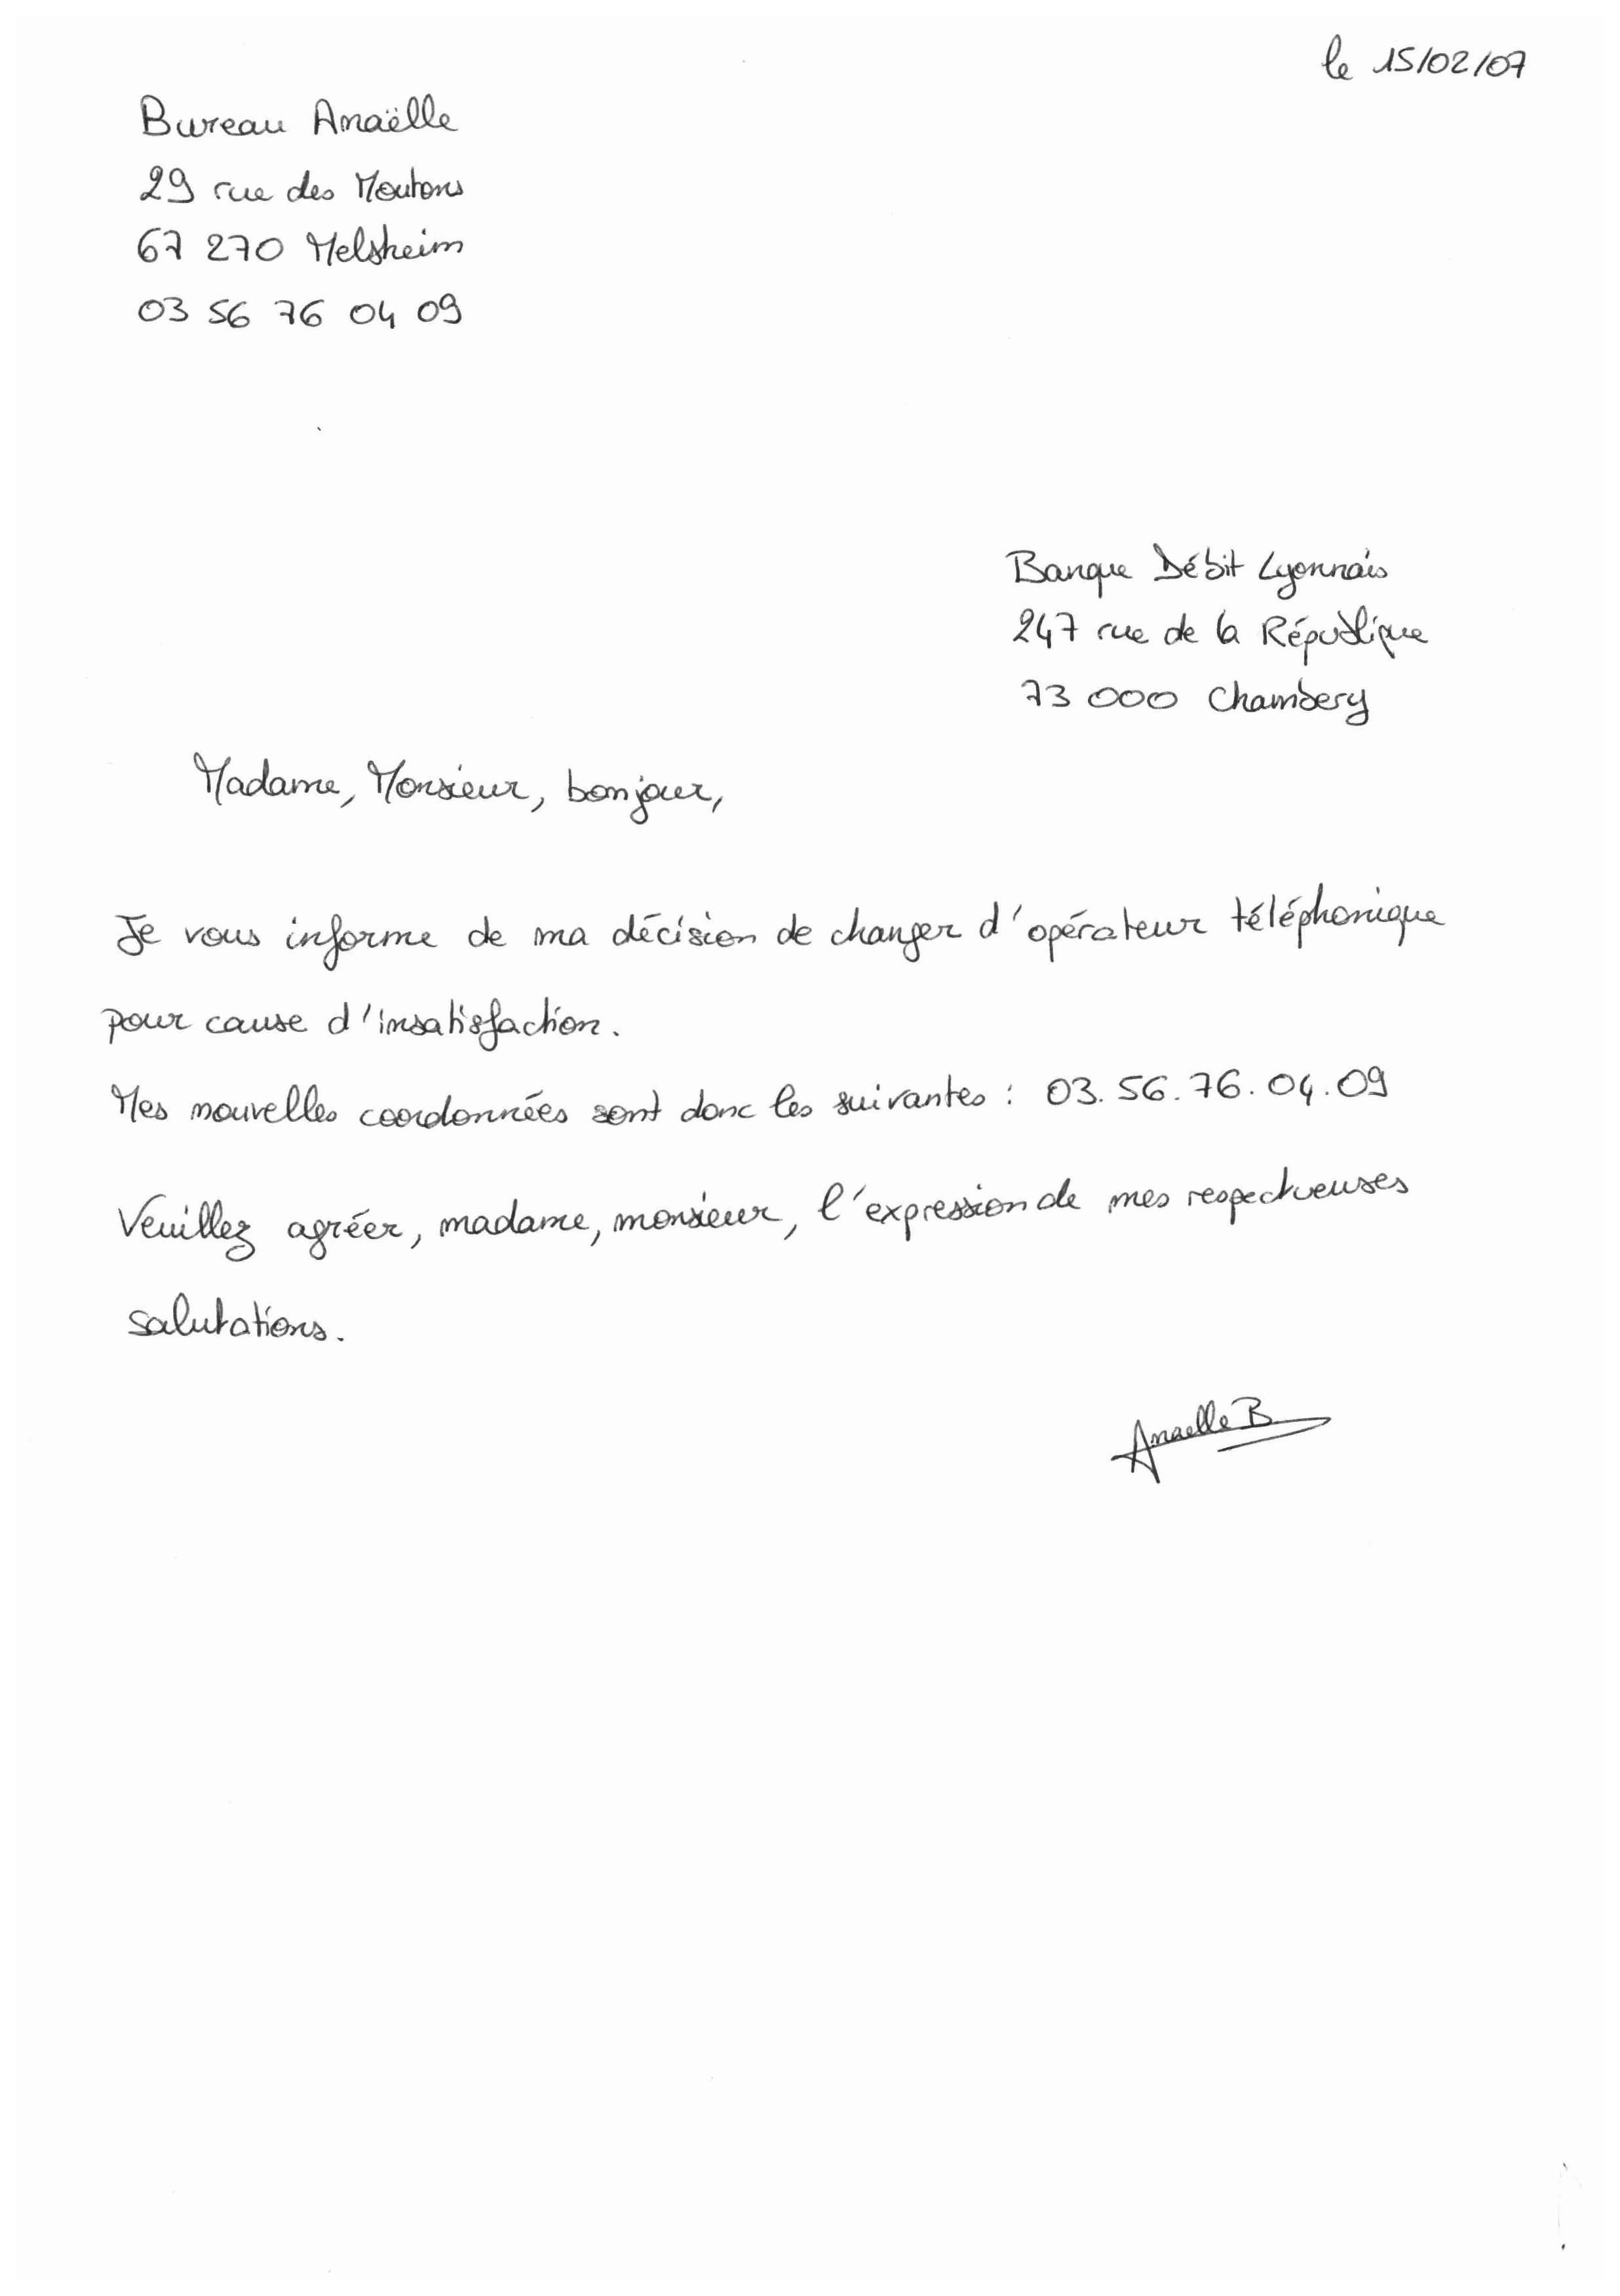 le 15/02/07
Bureau Anaëlle
29 rue des Moutons
67 270 Melsheim
03 56 76 04 09
Banque Débit Lyonnais
247 rue de la République
73 000 Chambery
Madame, Monsieur, bonjour,
Je vous informe de ma décision de changer d'opérateur téléphonique
pour cause d'insatisfaction.
Mes nouvelles coordonnées sont donc les suivantes : 03.56.76.04.09
Veuillez agréer, madame, monsieur, l'expression de mes respectueuses
salutations.
Anaelle B